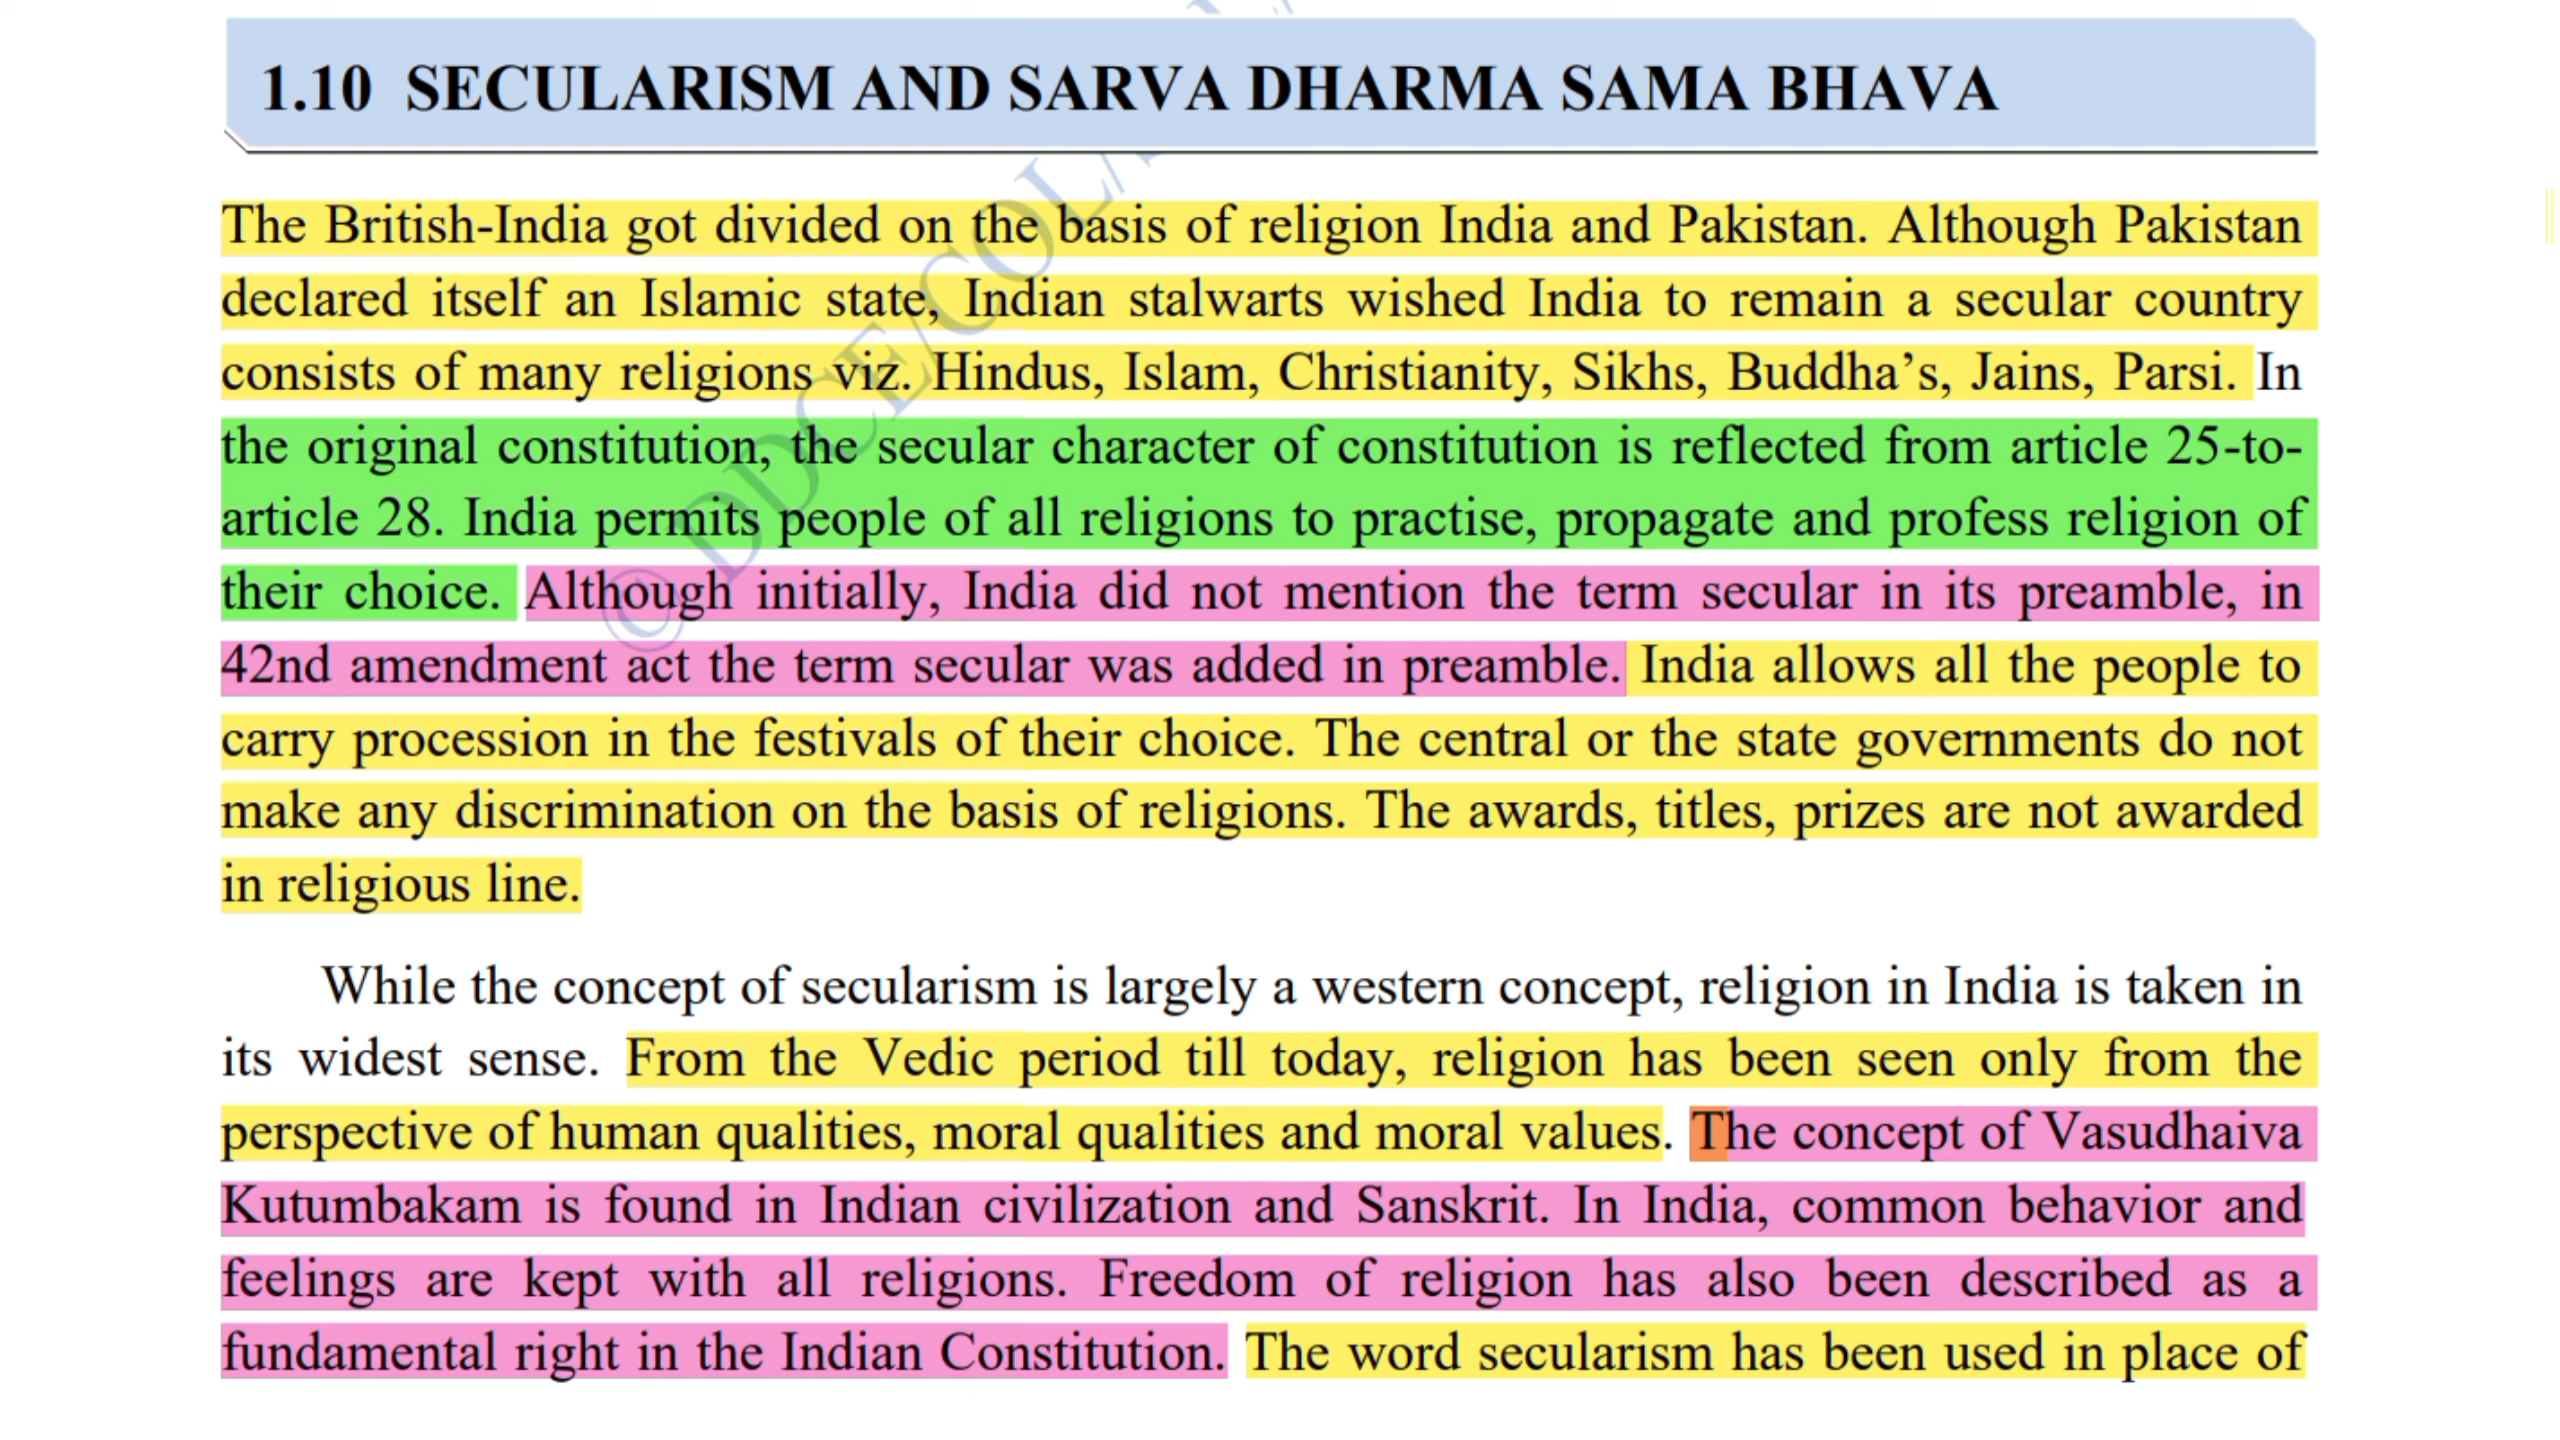 1.10 SECULARISM AND SARVA DHARMA SAMA BHAVA
The British-India got divided on the basis of religion India and Pakistan. Although Pakistan
declared itself an Islamic state, Indian stalwarts wished India to remain a secular country
consists of many religions viz. Hindus, Islam, Christianity, Sikhs, Buddha’s, Jains, Parsi. In
the original constitution, the secular character of constitution is reflected from article 25-to-
article 28. India permits people of all religions to practise, propagate and profess religion of
their choice. Although initially, India did not mention the term secular in its preamble, in
42nd amendment act the term secular was added in preamble. India allows all the people to
carry procession in the festivals of their choice. The central or the state governments do not
make any discrimination on the basis of religions. The awards, titles, prizes are not awarded
in religious line.
While the concept of secularism is largely a western concept, religion in India is taken in
its widest sense. From the Vedic period till today, religion has been seen only from the
perspective of human qualities, moral qualities and moral values. The concept of Vasudhaiva
Kutumbakam is found in Indian civilization and Sanskrit. In India, common behavior and
feelings are kept with all religions. Freedom of religion has also been described as a
fundamental right in the Indian Constitution. The word secularism has been used in place of
© DDCE/COL/